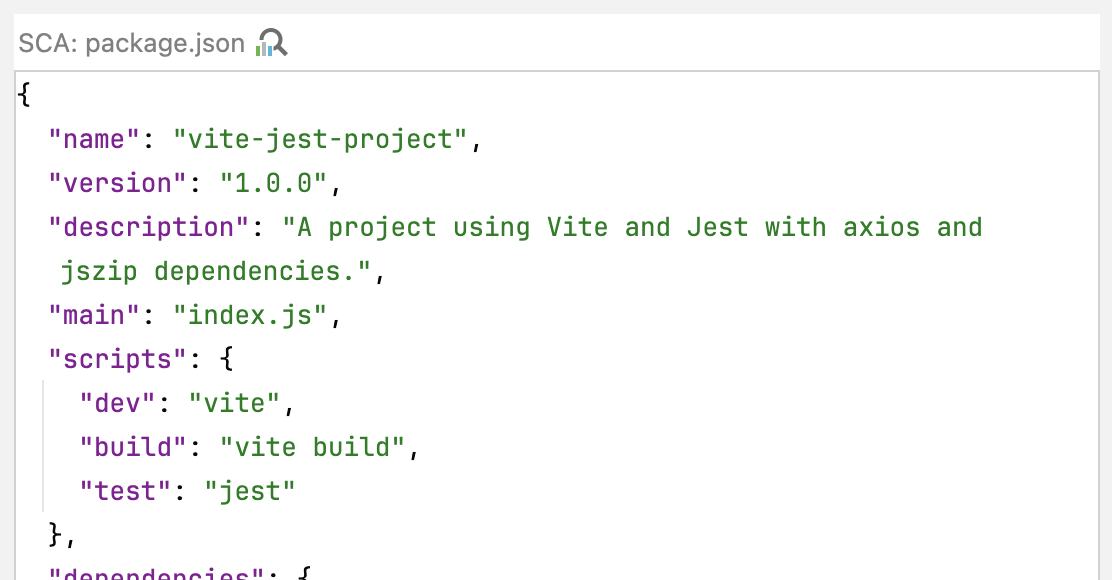 SCA: package.json
{
"name": "vite-jest-project",
"version": "1.0.0",
"description": "A project using Vite and Jest with axios and
jszip dependencies.",
"main": "index.js",
"scripts": {
"dev": "vite",
"build": "vite build",
"test": "jest"
},
"dependencies": {